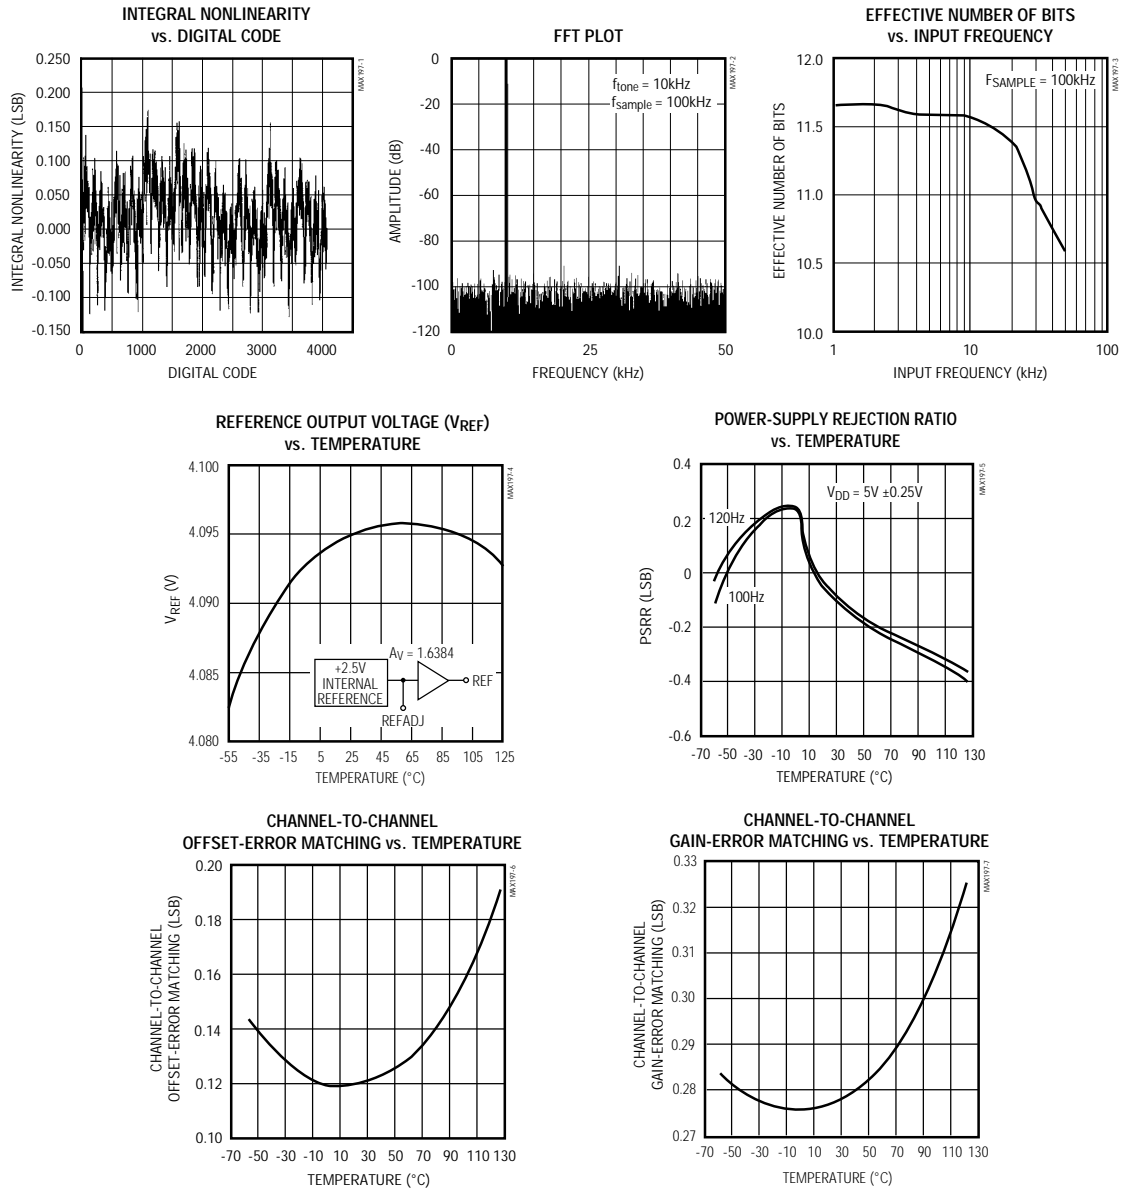 INTEGRAL NONLINEARITY
vs. DIGITAL CODE
INTEGRAL NONLINEARITY (LSB)
0.250
0.200
0.150
0.100
0.050
0.000
-0.050
-0.100
-0.150
0 1000 2000 3000 4000
DIGITAL CODE
MAX197-1
FFT PLOT
AMPLITUDE (dB)
0
-20
-40
-60
-80
-100
-120
ftone = 10kHz
fsample = 100kHz
0 25 50
FREQUENCY (kHz)
MAX197-2
EFFECTIVE NUMBER OF BITS
vs. INPUT FREQUENCY
EFFECTIVE NUMBER OF BITS
12.0
11.5
11.0
10.5
10.0
FSAMPLE = 100kHz
1 10 100
INPUT FREQUENCY (kHz)
MAX197-3
REFERENCE OUTPUT VOLTAGE (VREF)
vs. TEMPERATURE
VREF (V)
4.100
4.095
4.090
4.085
4.080
AV = 1.6384
+2.5V
INTERNAL
REFERENCE
REF
REFADJ
-55 -35 -15 5 25 45 65 85 105 125
TEMPERATURE (°C)
MAX197-4
POWER-SUPPLY REJECTION RATIO
vs. TEMPERATURE
PSRR (LSB)
0.4
0.2
0
-0.2
-0.4
-0.6
VDD = 5V ±0.25V
120Hz
100Hz
-70 -50 -30 -10 10 30 50 70 90 110 130
TEMPERATURE (°C)
MAX197-5
CHANNEL-TO-CHANNEL
OFFSET-ERROR MATCHING vs. TEMPERATURE
CHANNEL-TO-CHANNEL
OFFSET-ERROR MATCHING (LSB)
0.20
0.18
0.16
0.14
0.12
0.10
-70 -50 -30 -10 10 30 50 70 90 110 130
TEMPERATURE (°C)
MAX197-6
CHANNEL-TO-CHANNEL
GAIN-ERROR MATCHING vs. TEMPERATURE
CHANNEL-TO-CHANNEL
GAIN-ERROR MATCHING (LSB)
0.33
0.32
0.31
0.30
0.29
0.28
0.27
-70 -50 -30 -10 10 30 50 70 90 110 130
TEMPERATURE (°C)
MAX197-7